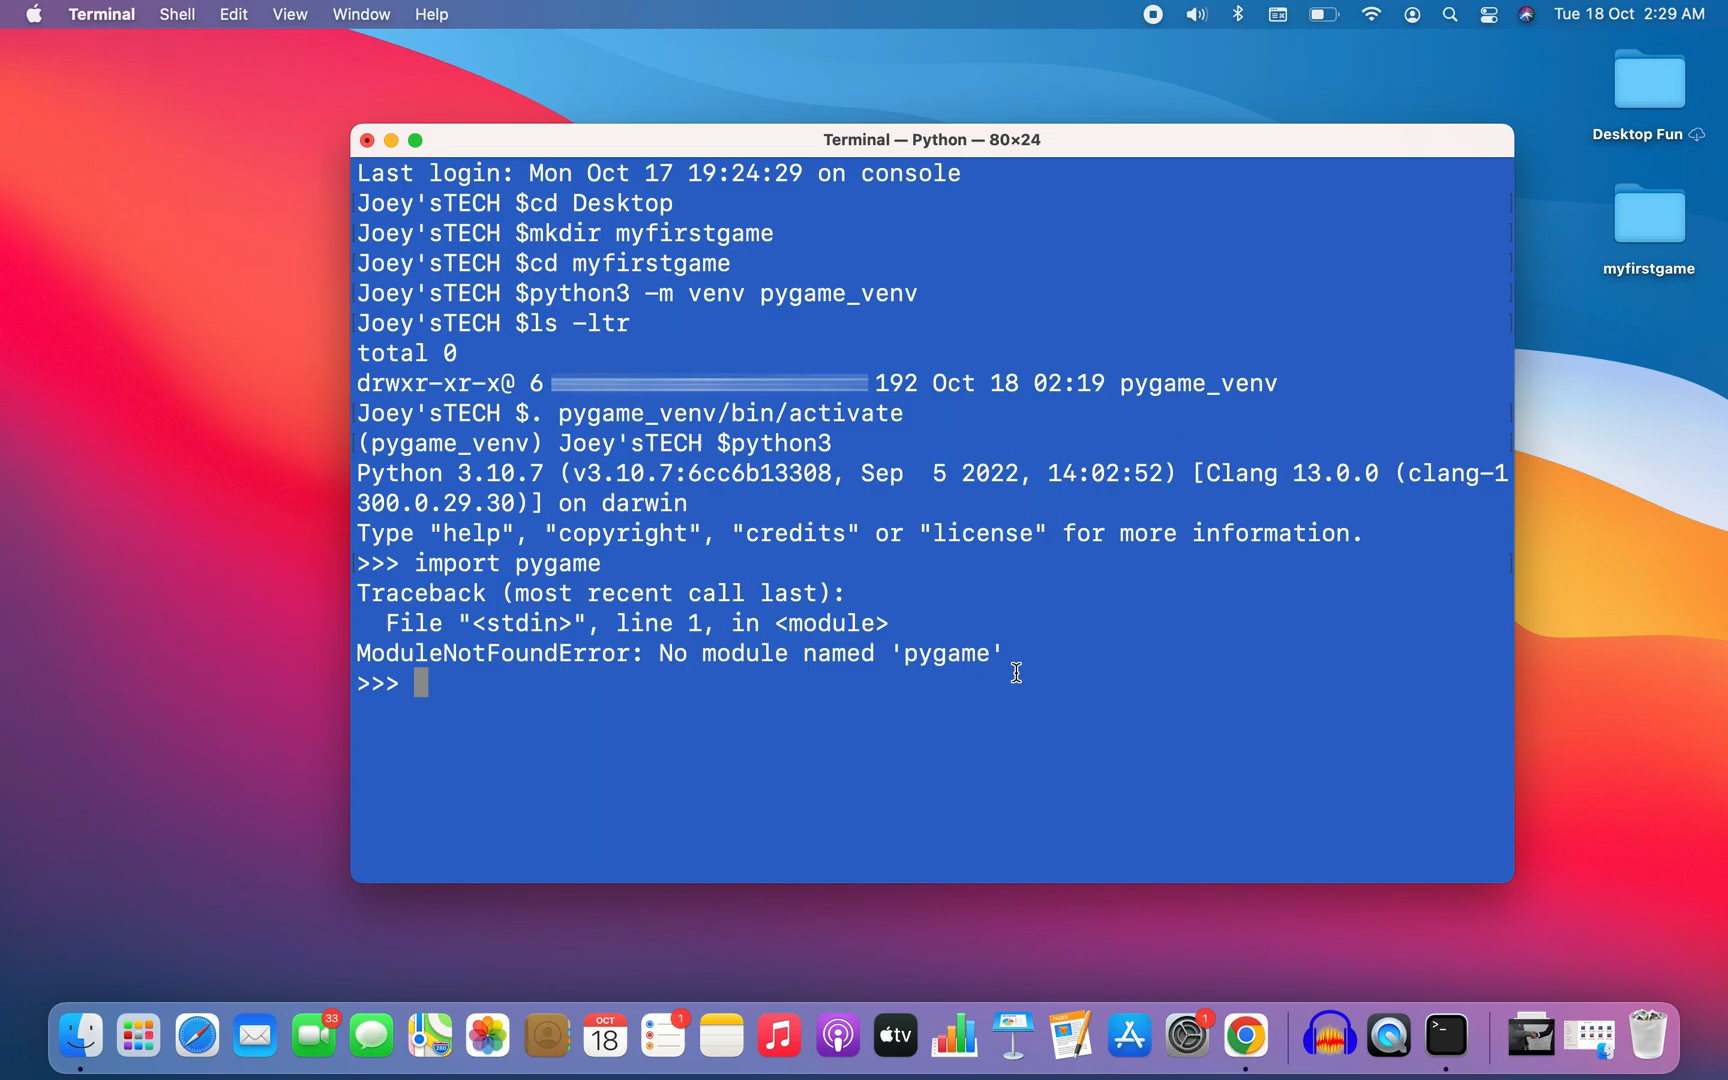 Terminal Shell Edit View Window Help Tue 18 Oct 2:29 AM
Desktop Fun
myfirstgame
Terminal — Python — 80×24
Last login: Mon Oct 17 19:24:29 on console
Joey'sTECH $cd Desktop
Joey'sTECH $mkdir myfirstgame
Joey'sTECH $cd myfirstgame
Joey'sTECH $python3 -m venv pygame_venv
Joey'sTECH $ls -ltr
total 0
drwxr-xr-x@ 6 192 Oct 18 02:19 pygame_venv
Joey'sTECH $. pygame_venv/bin/activate
(pygame_venv) Joey'sTECH $python3
Python 3.10.7 (v3.10.7:6cc6b13308, Sep  5 2022, 14:02:52) [Clang 13.0.0 (clang-1
300.0.29.30)] on darwin
Type "help", "copyright", "credits" or "license" for more information.
>>> import pygame
Traceback (most recent call last):
  File "<stdin>", line 1, in <module>
ModuleNotFoundError: No module named 'pygame'
>>>
33
OCT
18
1
tv
1
>_